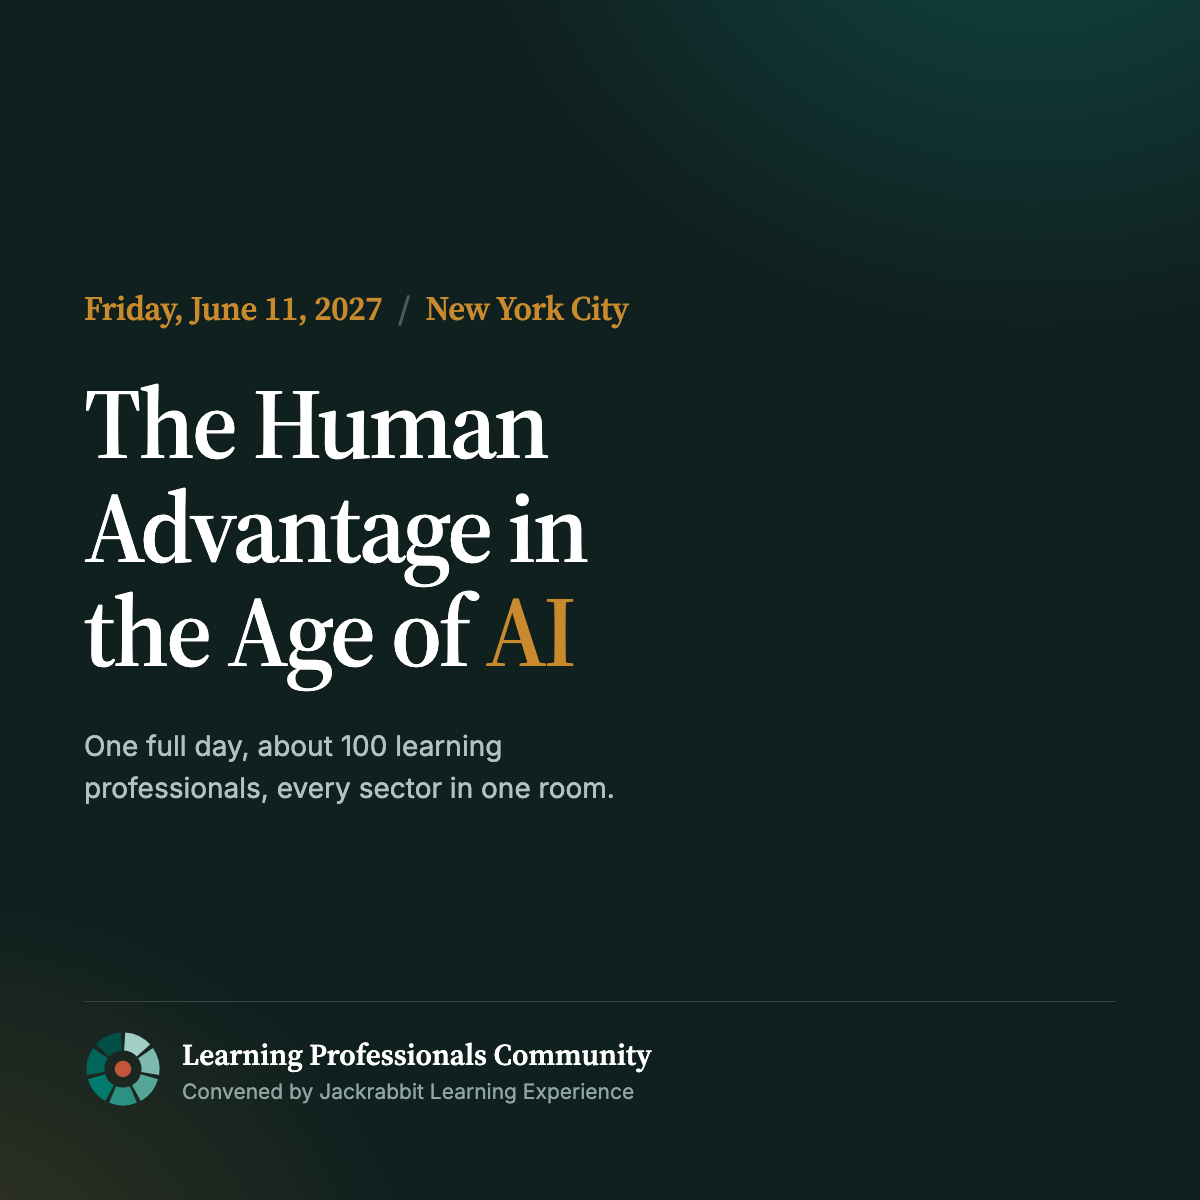 Friday, June 11, 2027 / New York City
The Human
Advantage in
the Age of AI
One full day, about 100 learning
professionals, every sector in one room.
Learning Professionals Community
Convened by Jackrabbit Learning Experience